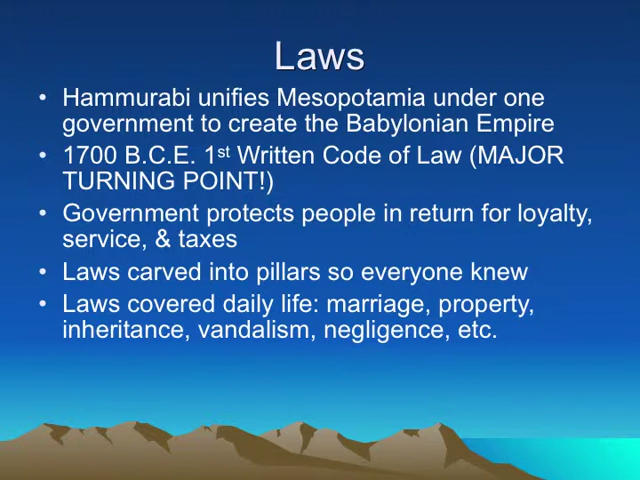 Laws
• Hammurabi unifies Mesopotamia under one
government to create the Babylonian Empire
• 1700 B.C.E. 1st Written Code of Law (MAJOR
TURNING POINT!)
• Government protects people in return for loyalty,
service, & taxes
• Laws carved into pillars so everyone knew
• Laws covered daily life: marriage, property,
inheritance, vandalism, negligence, etc.